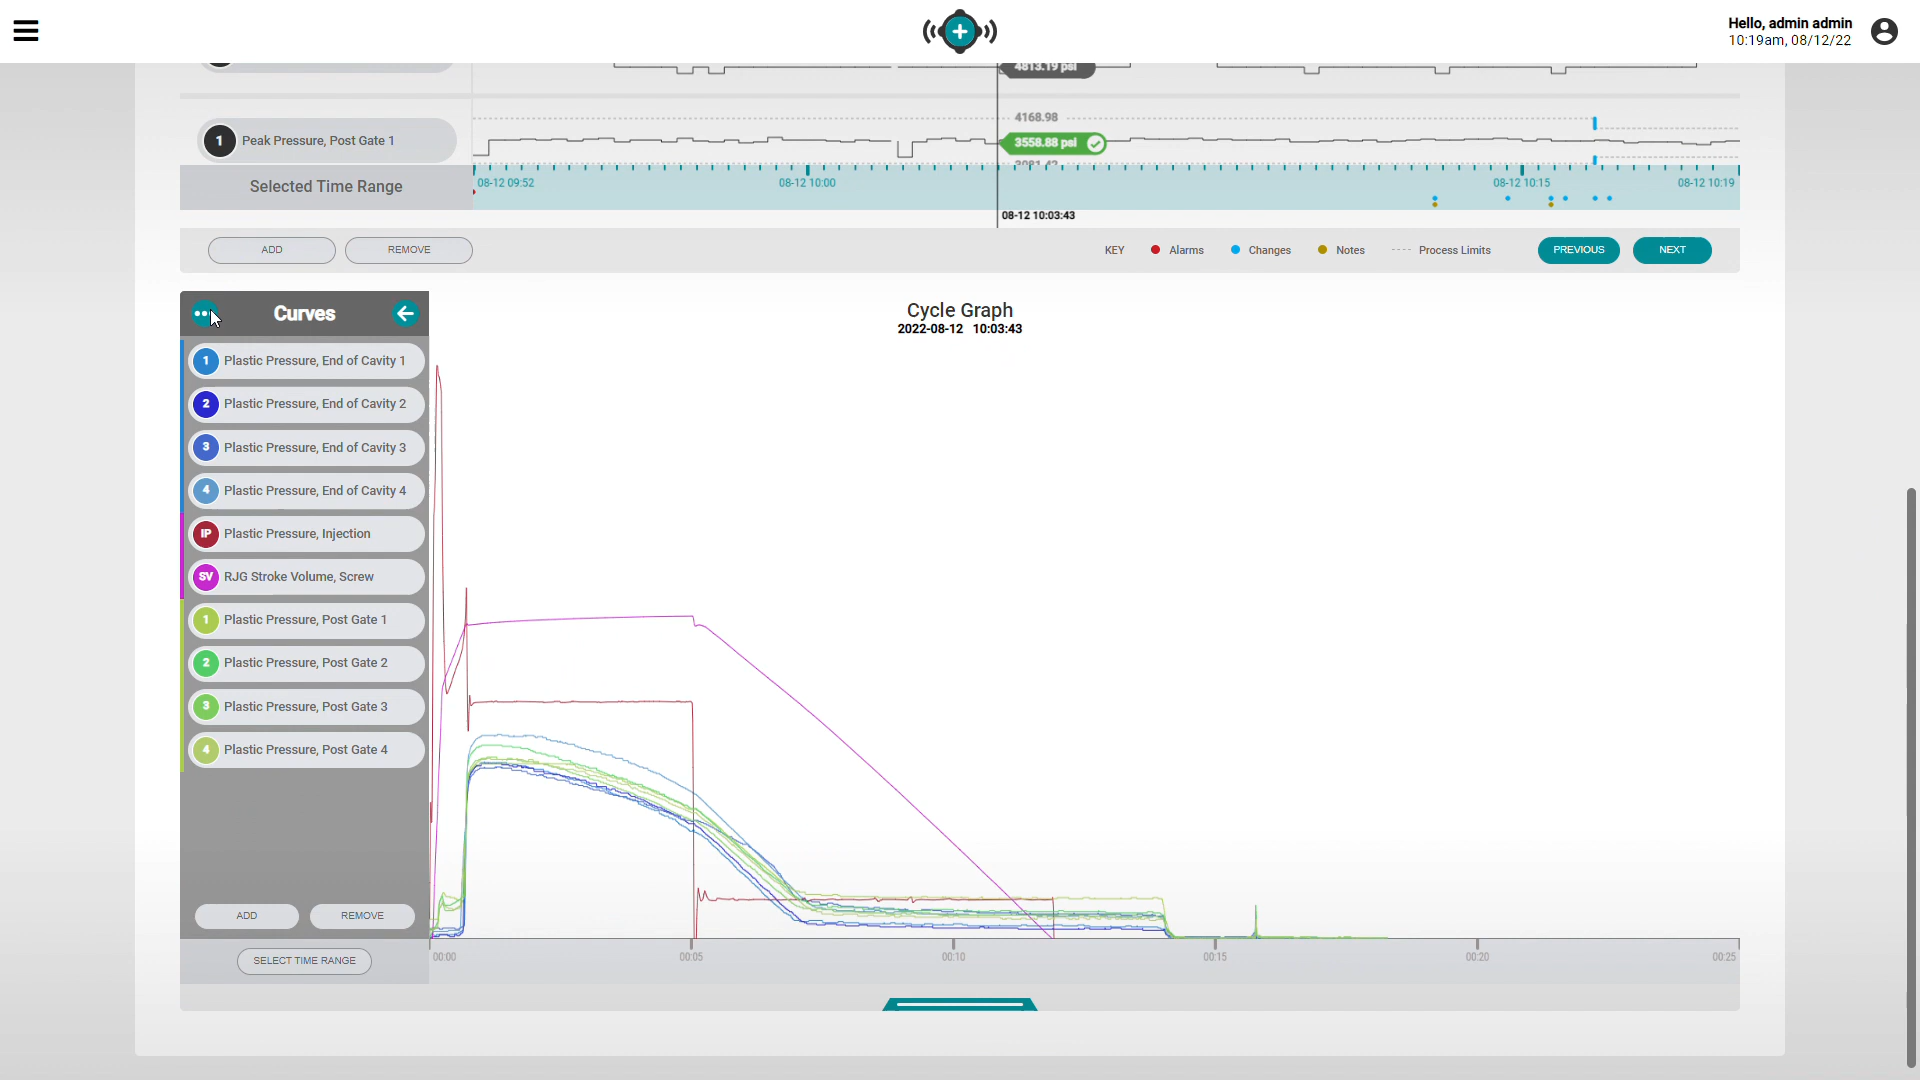 Hello, admin admin
10:19am, 08/12/22
4813.19 psi
4168.98
1 Peak Pressure, Post Gate 1
3558.88 psi
Selected Time Range
08-12 09:52
08-12 10:00
08-12 10:15
08-12 10:19
08-12 10:03:43
ADD
REMOVE
KEY
Alarms
Changes
Notes
Process Limits
PREVIOUS
NEXT
Curves
Cycle Graph
2022-08-12 10:03:43
1 Plastic Pressure, End of Cavity 1
2 Plastic Pressure, End of Cavity 2
3 Plastic Pressure, End of Cavity 3
4 Plastic Pressure, End of Cavity 4
IP Plastic Pressure, Injection
SV RJG Stroke Volume, Screw
1 Plastic Pressure, Post Gate 1
2 Plastic Pressure, Post Gate 2
3 Plastic Pressure, Post Gate 3
4 Plastic Pressure, Post Gate 4
ADD
REMOVE
SELECT TIME RANGE
00:00
00:05
00:10
00:15
00:20
00:25